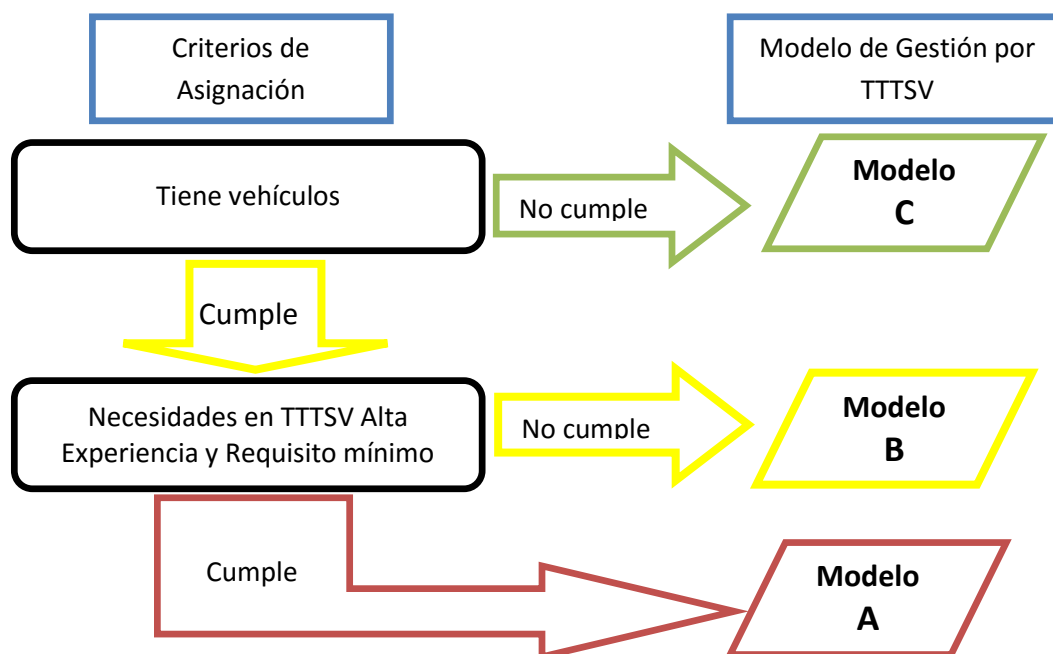 Criterios de
Asignación
Modelo de Gestión por
TTTSV
Tiene vehículos
No cumple
Modelo
C
Cumple
Necesidades en TTTSV Alta
Experiencia y Requisito mínimo
No cumple
Modelo
B
Cumple
Modelo
A